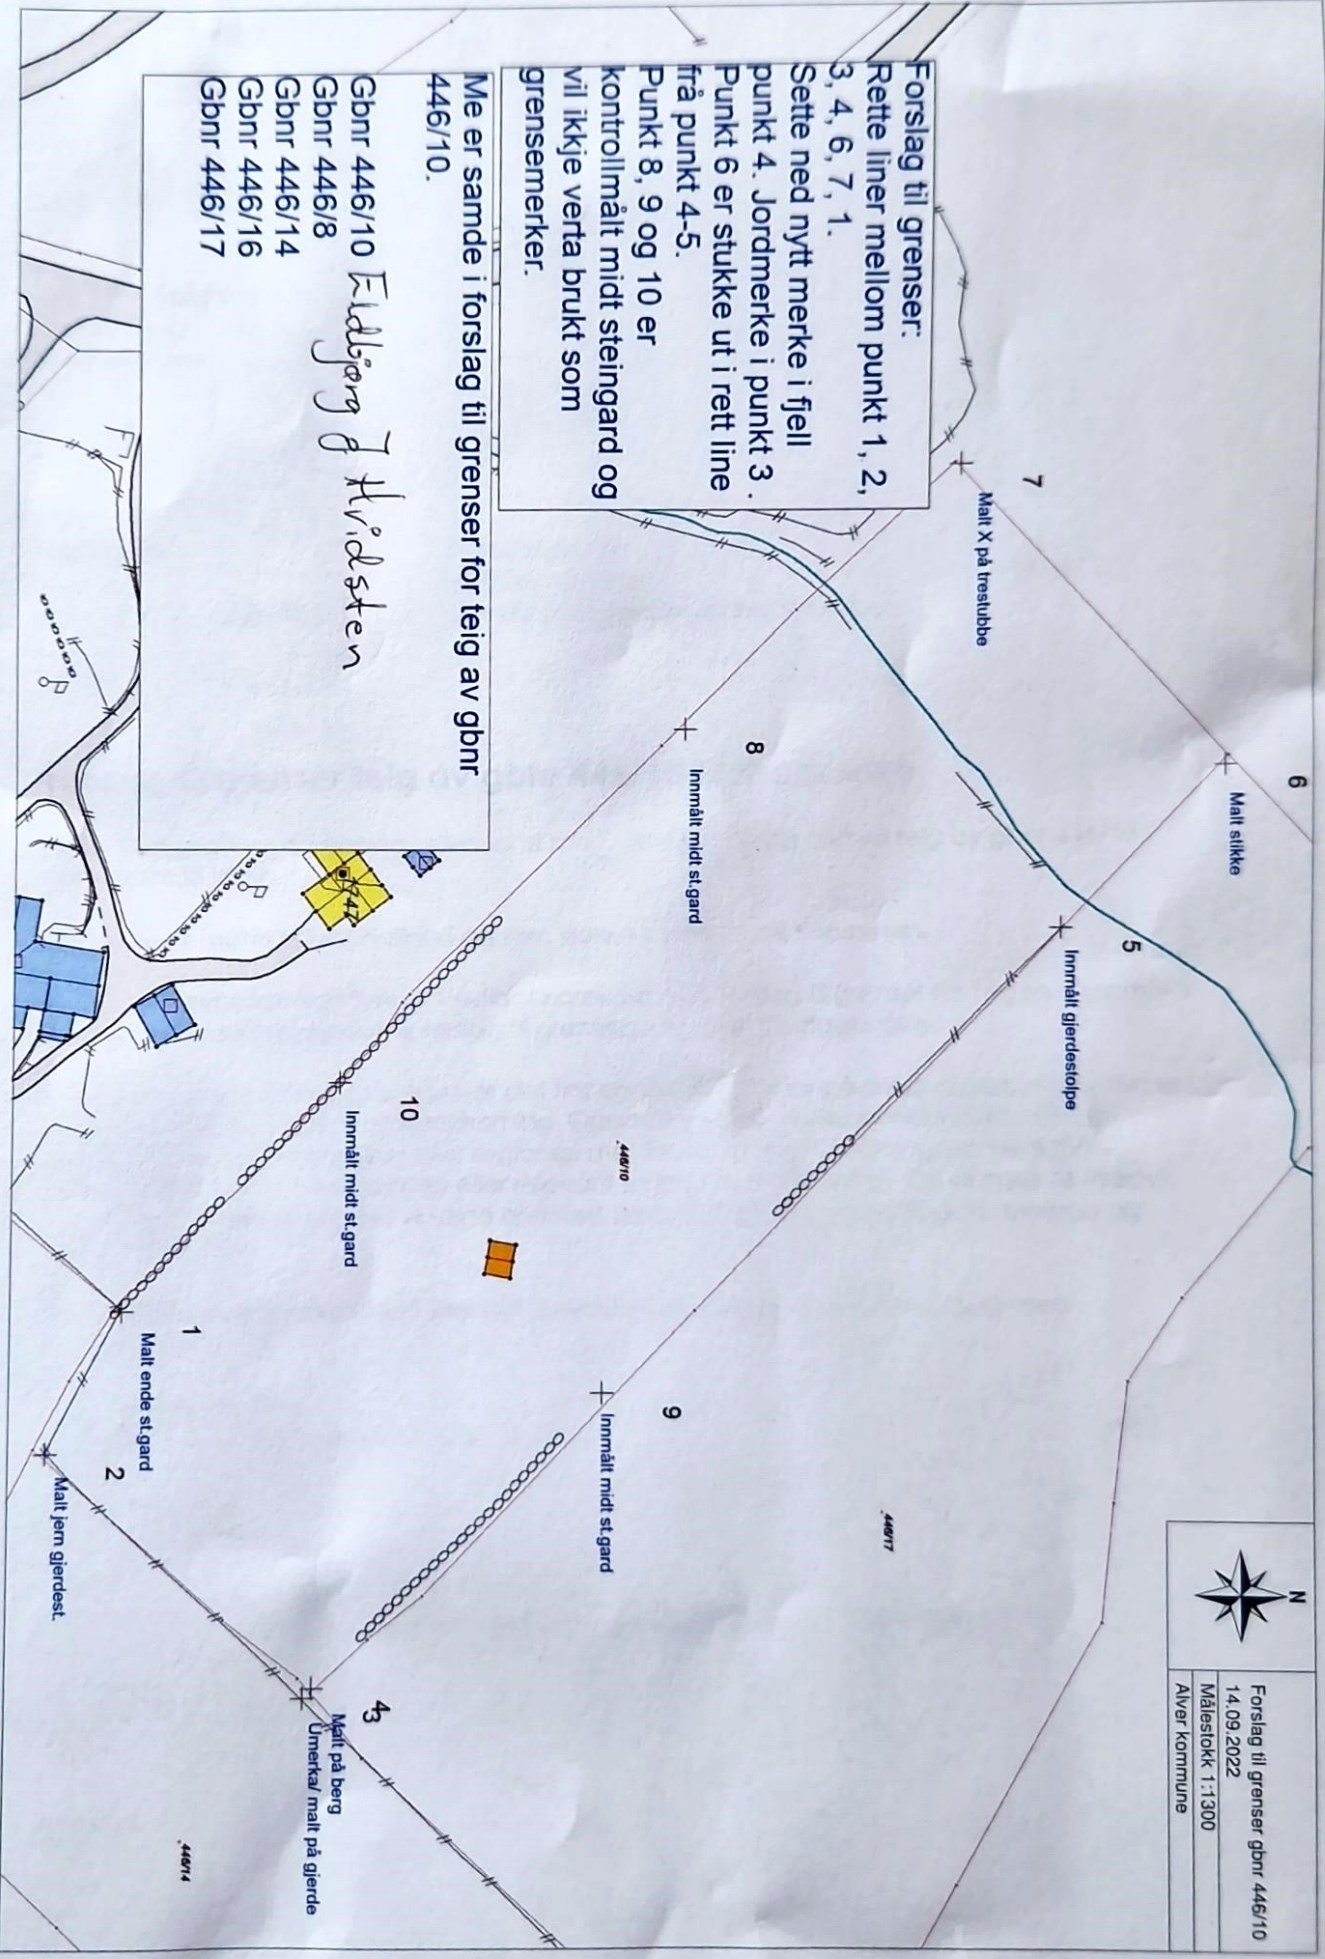 Forslag til grenser:
Rette liner mellom punkt 1, 2,
3, 4, 6, 7, 1.
Sette ned nytt merke i fjell
punkt 4. Jordmerke i punkt 3 .
Punkt 6 er stukke ut i rett line
frå punkt 4-5.
Punkt 8, 9 og 10 er
kontrollmålt midt steingard og
vil ikkje verta brukt som
grensemerker.
Me er samde i forslag til grenser for teig av gbnr
446/10.
Gbnr 446/10 Eldbjørg J Hvidsten
Gbnr 446/8
Gbnr 446/14
Gbnr 446/16
Gbnr 446/17
6
Malt stikke
7
Malt X på trestubbe
5
Innmålt gjerdestolpe
8
Innmålt midt st.gard
446/10
446/17
9
Innmålt midt st.gard
10
Innmålt midt st.gard
1
Malt ende st.gard
2
Malt jern gjerdest.
4
3
Malt på berg
Umerka/ malt på gjerde
446/14
N
Forslag til grenser gbnr 446/10
14.09.2022
Målestokk 1:1300
Alver kommune